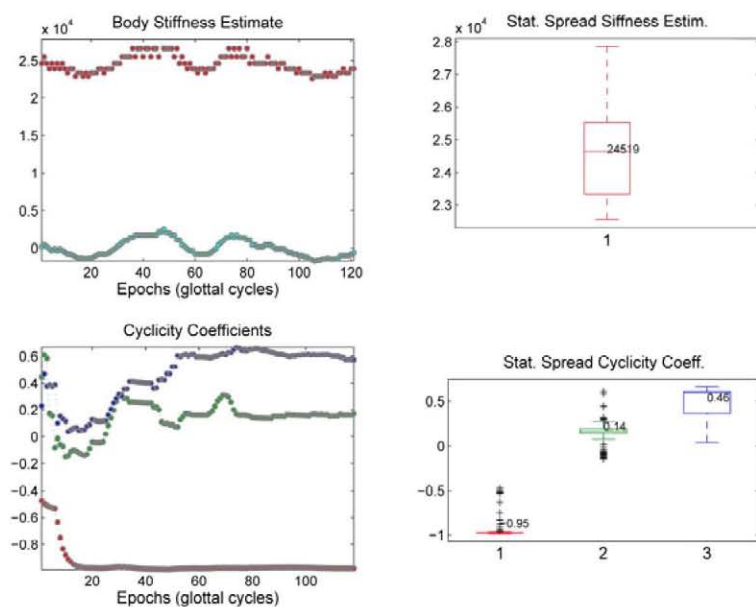 Body Stiffness Estimate
x 10⁴
2.5
2
1.5
1
0.5
0
20 40 60 80 100 120
Epochs (glottal cycles)
Stat. Spread Siffness Estim.
x 10⁴
2.8
2.7
2.6
2.5
2.4
2.3
24519
1
Cyclicity Coefficients
0.6
0.4
0.2
0
−0.2
−0.4
−0.6
−0.8
20 40 60 80 100
Epochs (glottal cycles)
Stat. Spread Cyclicity Coeff.
0.5
0
−0.5
−1
−0.95
0.14
0.46
1 2 3